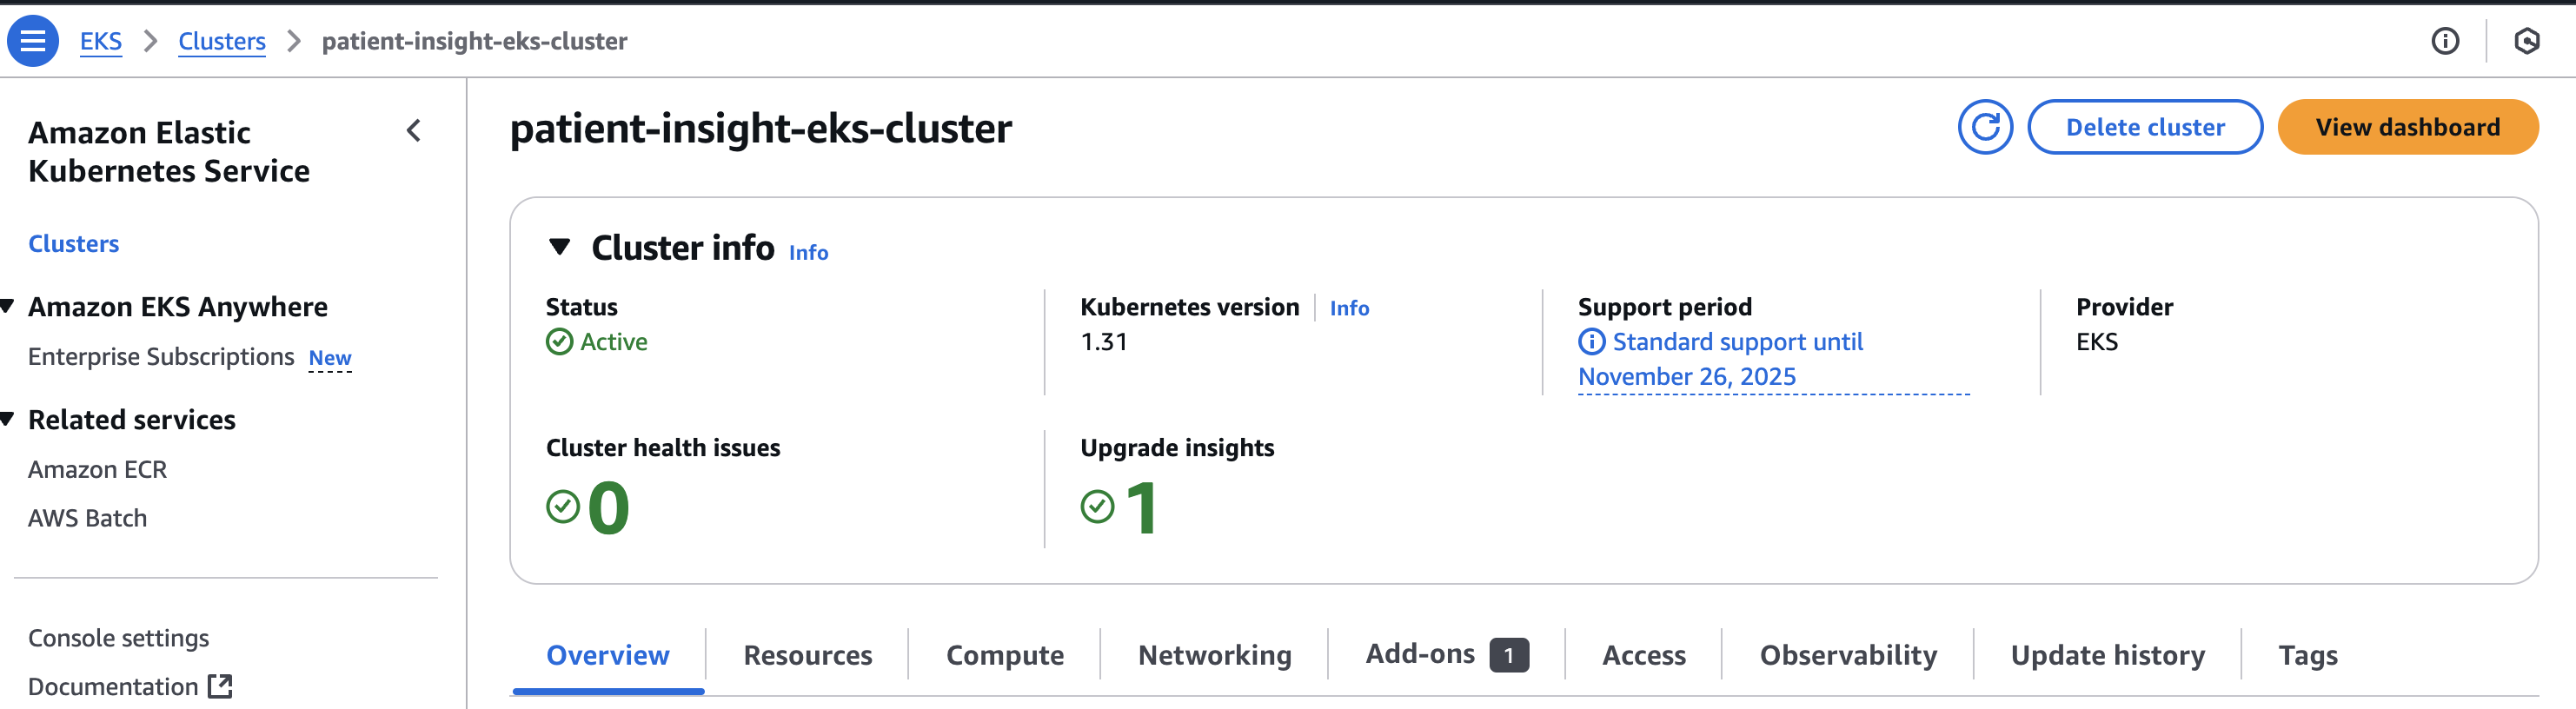 EKS
Clusters
patient-insight-eks-cluster
Amazon Elastic
Kubernetes Service
Clusters
Amazon EKS Anywhere
Enterprise Subscriptions New
Related services
Amazon ECR
AWS Batch
Console settings
Documentation
patient-insight-eks-cluster
Delete cluster
View dashboard
Cluster info Info
Status
Active
Kubernetes version Info
1.31
Support period
Standard support until
November 26, 2025
Provider
EKS
Cluster health issues
0
Upgrade insights
1
Overview
Resources
Compute
Networking
Add-ons 1
Access
Observability
Update history
Tags